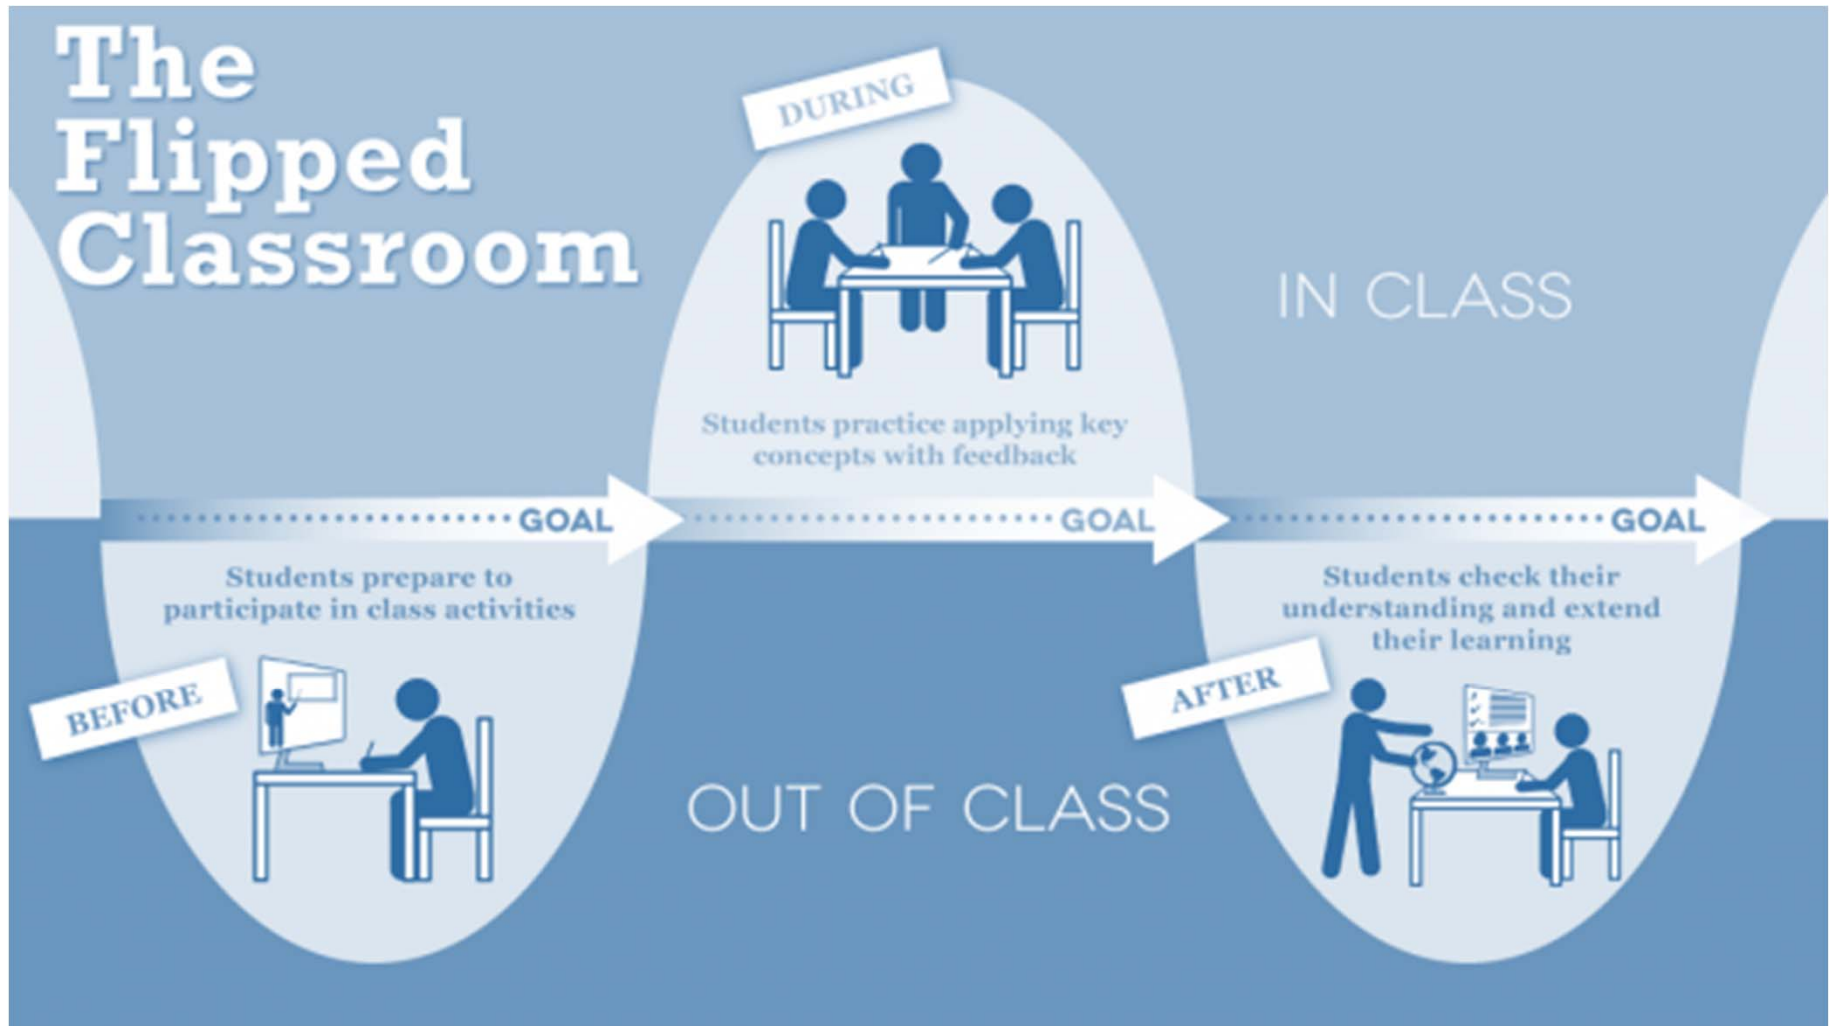 The
Flipped
Classroom
DURING
IN CLASS
Students practice applying key
concepts with feedback
GOAL
GOAL
GOAL
Students prepare to
participate in class activities
BEFORE
OUT OF CLASS
Students check their
understanding and extend
their learning
AFTER